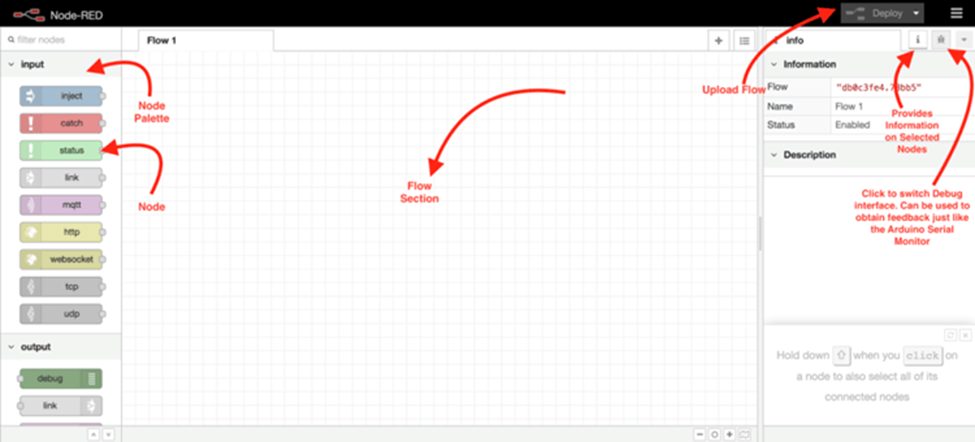 Node-RED
Deploy
filter nodes
Flow 1
info
i
input
Information
inject
Node
Palette
Upload Flow
Flow
catch
Name
Flow 1
Provides
Information
on Selected
Nodes
status
Status
Enabled
Description
link
Flow
Section
Node
mqtt
Click to switch Debug
interface. Can be used to
obtain feedback just like
the Arduino Serial
Monitor
http
websocket
tcp
udp
output
Hold down ⇧ when you click on
a node to also select all of its
connected nodes
debug
link